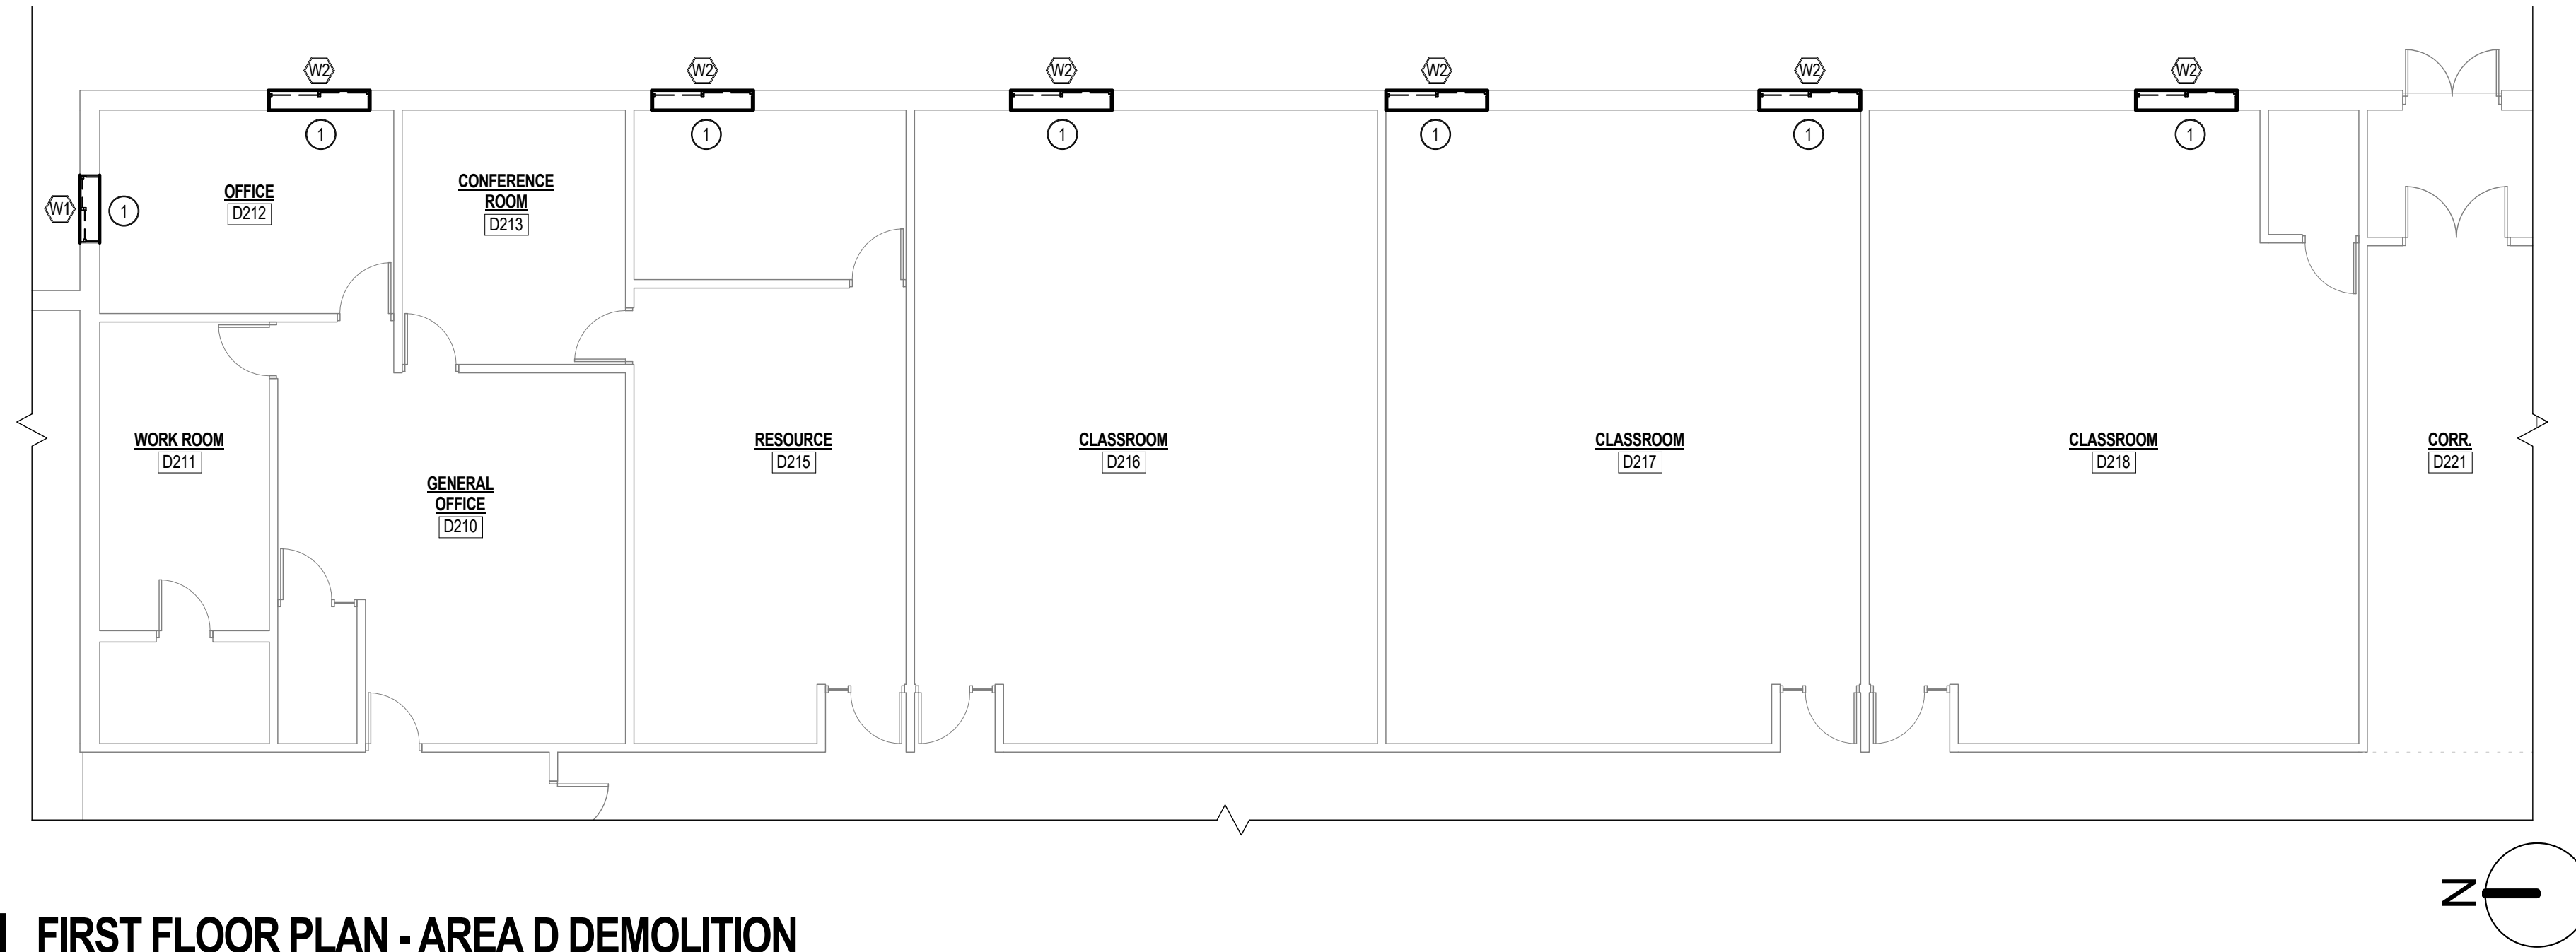 W2
W2
W2
W2
W2
W2
1
1
1
1
1
1
W1
1
OFFICE
D212
CONFERENCE
ROOM
D213
WORK ROOM
D211
GENERAL
OFFICE
D210
RESOURCE
D215
CLASSROOM
D216
CLASSROOM
D217
CLASSROOM
D218
CORR.
D221
N
FIRST FLOOR PLAN - AREA D DEMOLITION